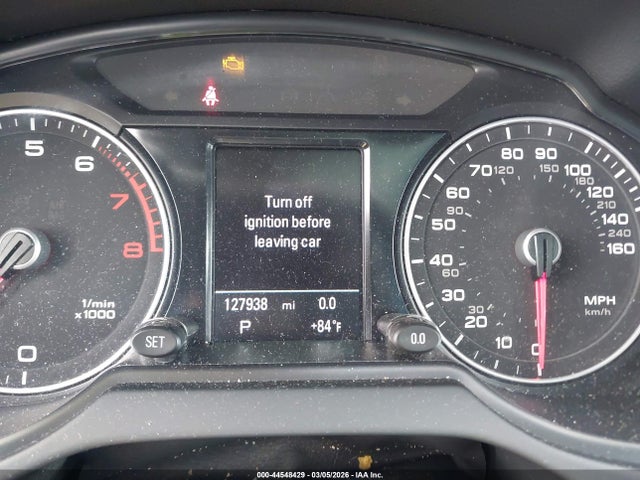 5
6
7
8
1/min
x1000
0
SET
Turn off
ignition before
leaving car
127938 mi 0.0
P +84°F
0.0
80 90
70 120 150 100
180
60 120
90 210
50 140
240
40 160
60
30 MPH
30 km/h
20
10 0
000-44548429 - 03/05/2026 - IAA Inc.